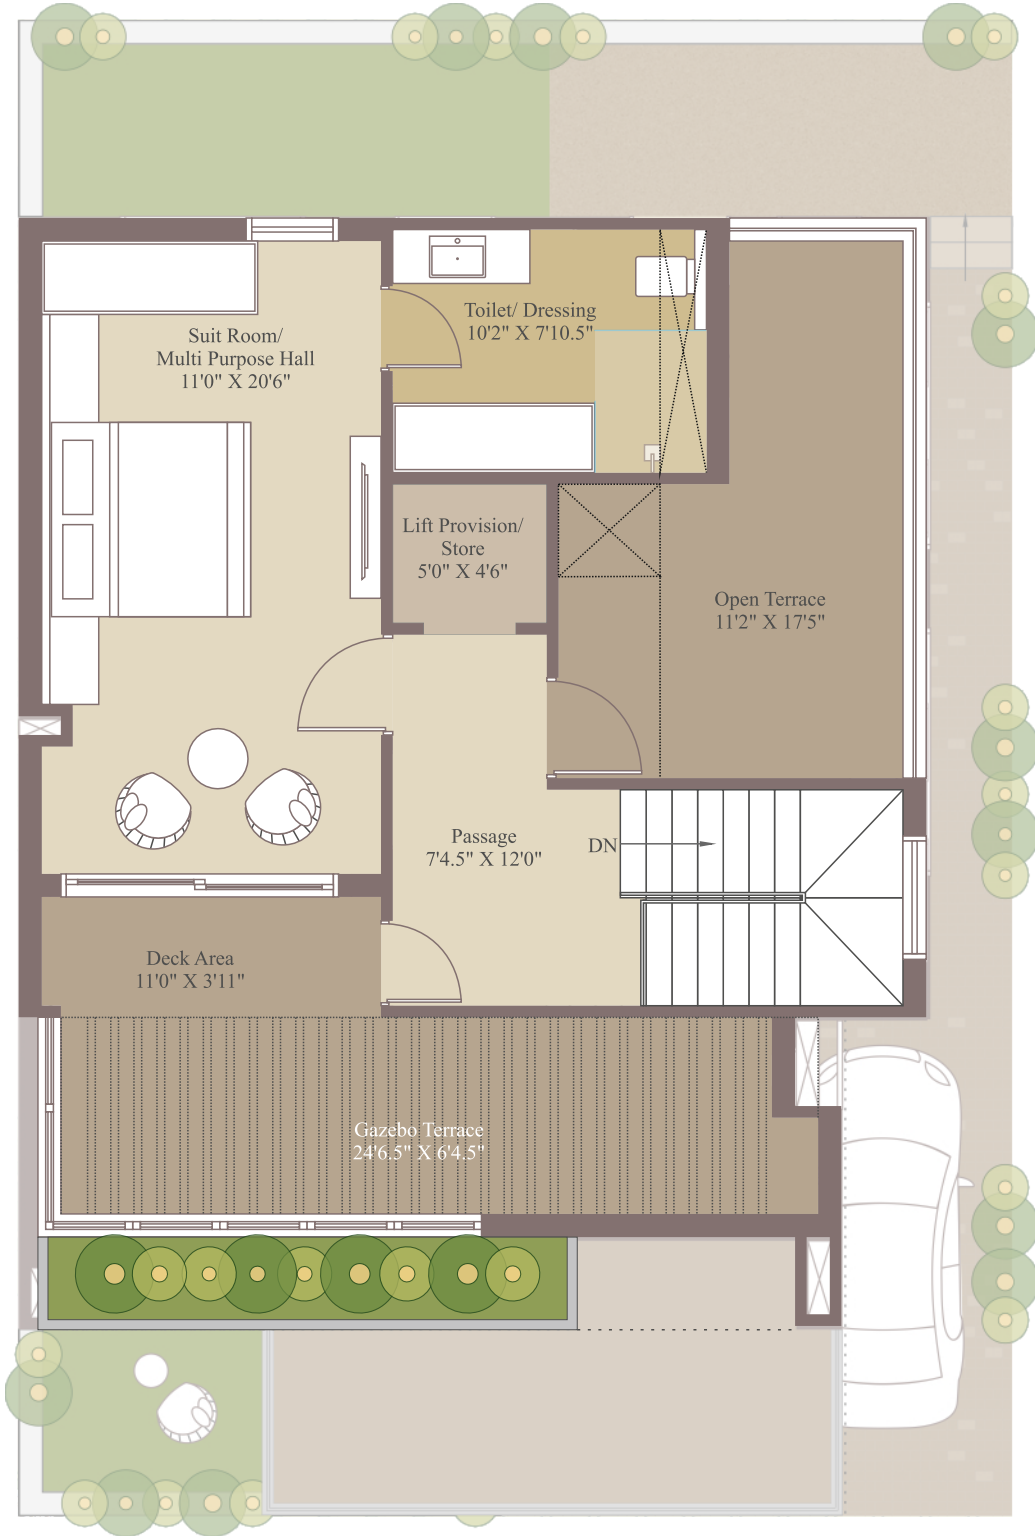 Toilet/ Dressing
10'2" X 7'10.5"
Suit Room/
Multi Purpose Hall
11'0" X 20'6"
Lift Provision/
Store
5'0" X 4'6"
Open Terrace
11'2" X 17'5"
Passage
7'4.5" X 12'0"
DN
Deck Area
11'0" X 3'11"
Gazebo Terrace
24'6.5" X 6'4.5"